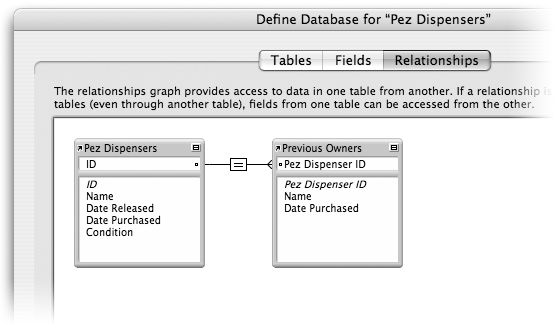 Define Database for “Pez Dispensers”
Tables Fields Relationships
The relationships graph provides access to data in one table from another. If a relationship is
tables (even through another table), fields from one table can be accessed from the other.
Pez Dispensers
ID
ID
Name
Date Released
Date Purchased
Condition
=
Previous Owners
Pez Dispenser ID
Pez Dispenser ID
Name
Date Purchased